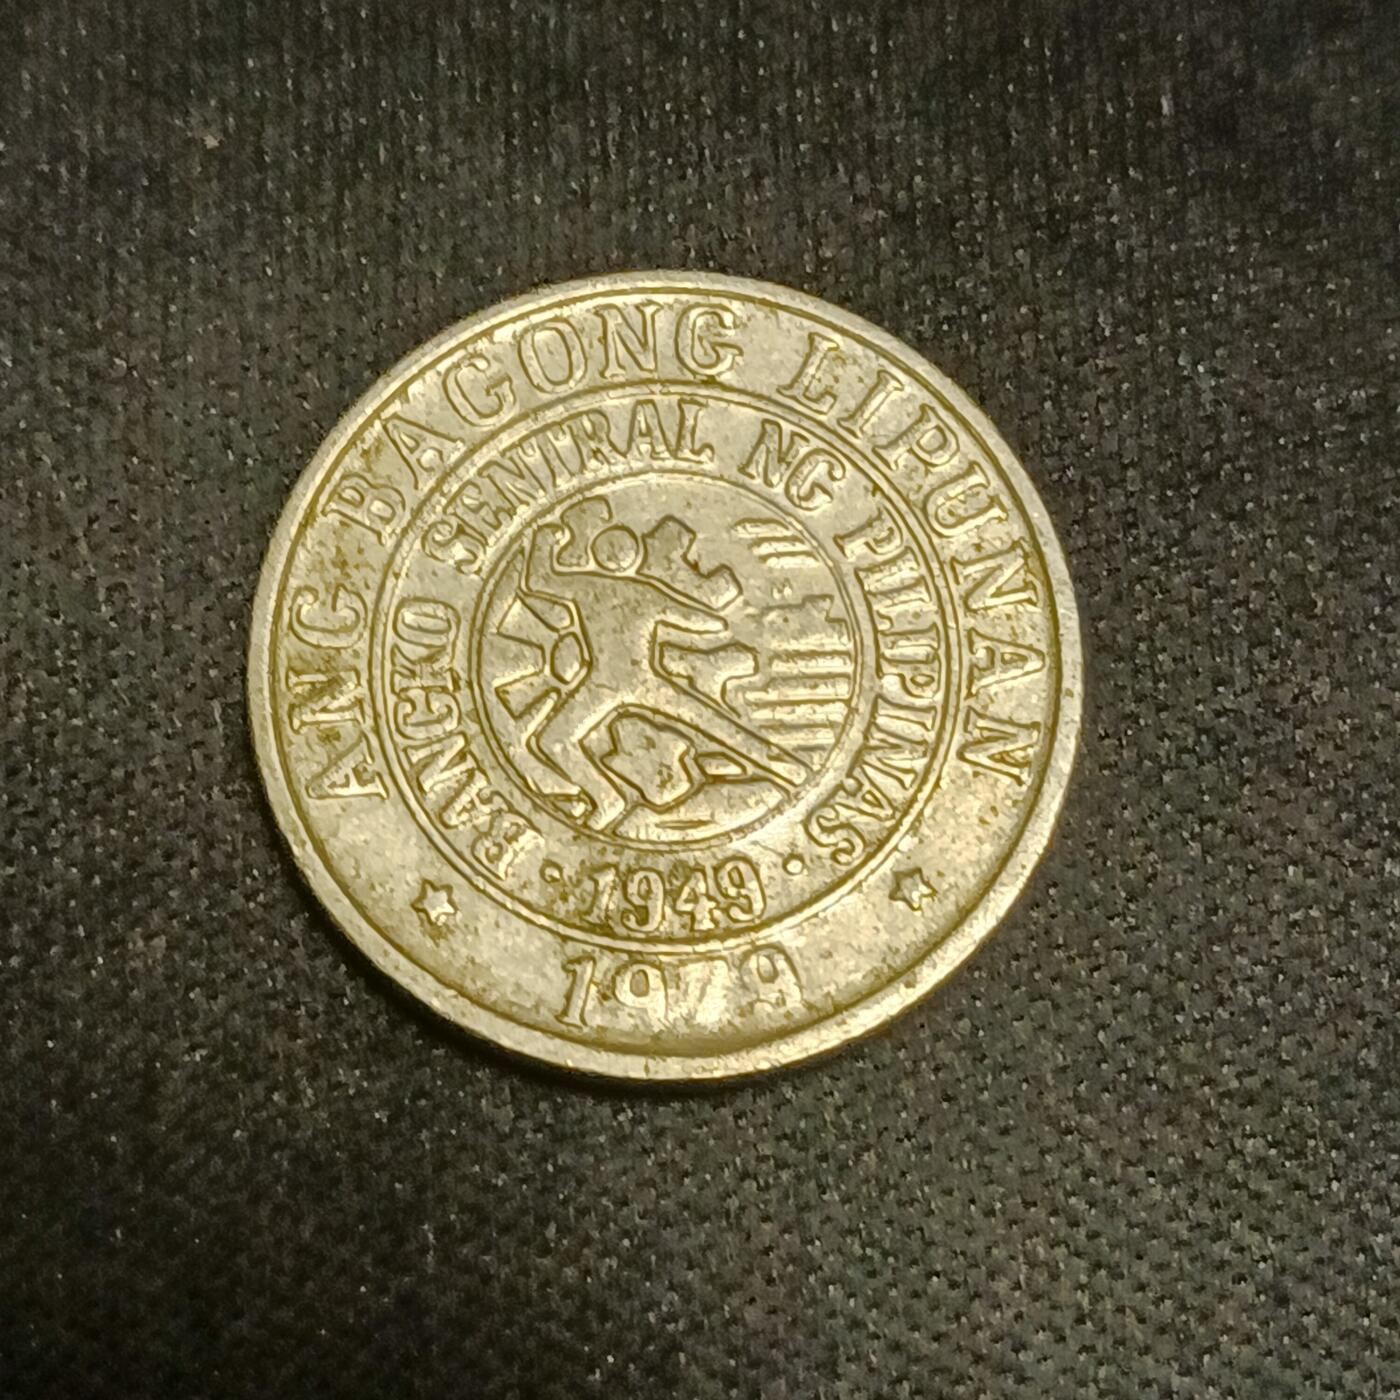 ANG BAGONG LIPUNAN
BANGKO SENTRAL NG PILIPINAS
· 1949 ·
1979